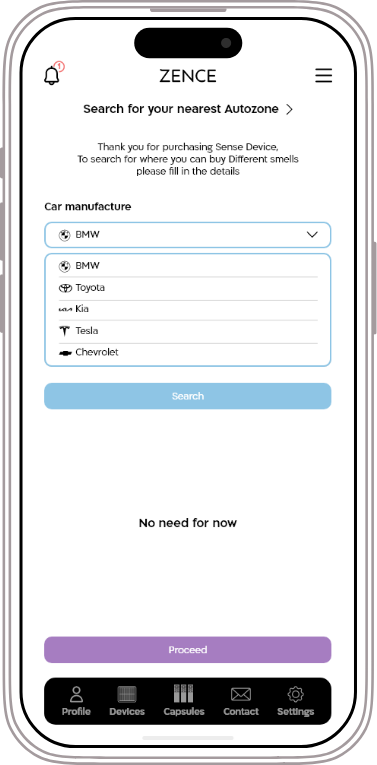 1
ZENCE
Search for your nearest Autozone
Thank you for purchasing Sense Device,
To search for where you can buy Different smells
please fill in the details
Car manufacture
BMW
BMW
Toyota
Kia
Tesla
Chevrolet
Search
No need for now
Proceed
Profile Devices Capsules Contact Settings